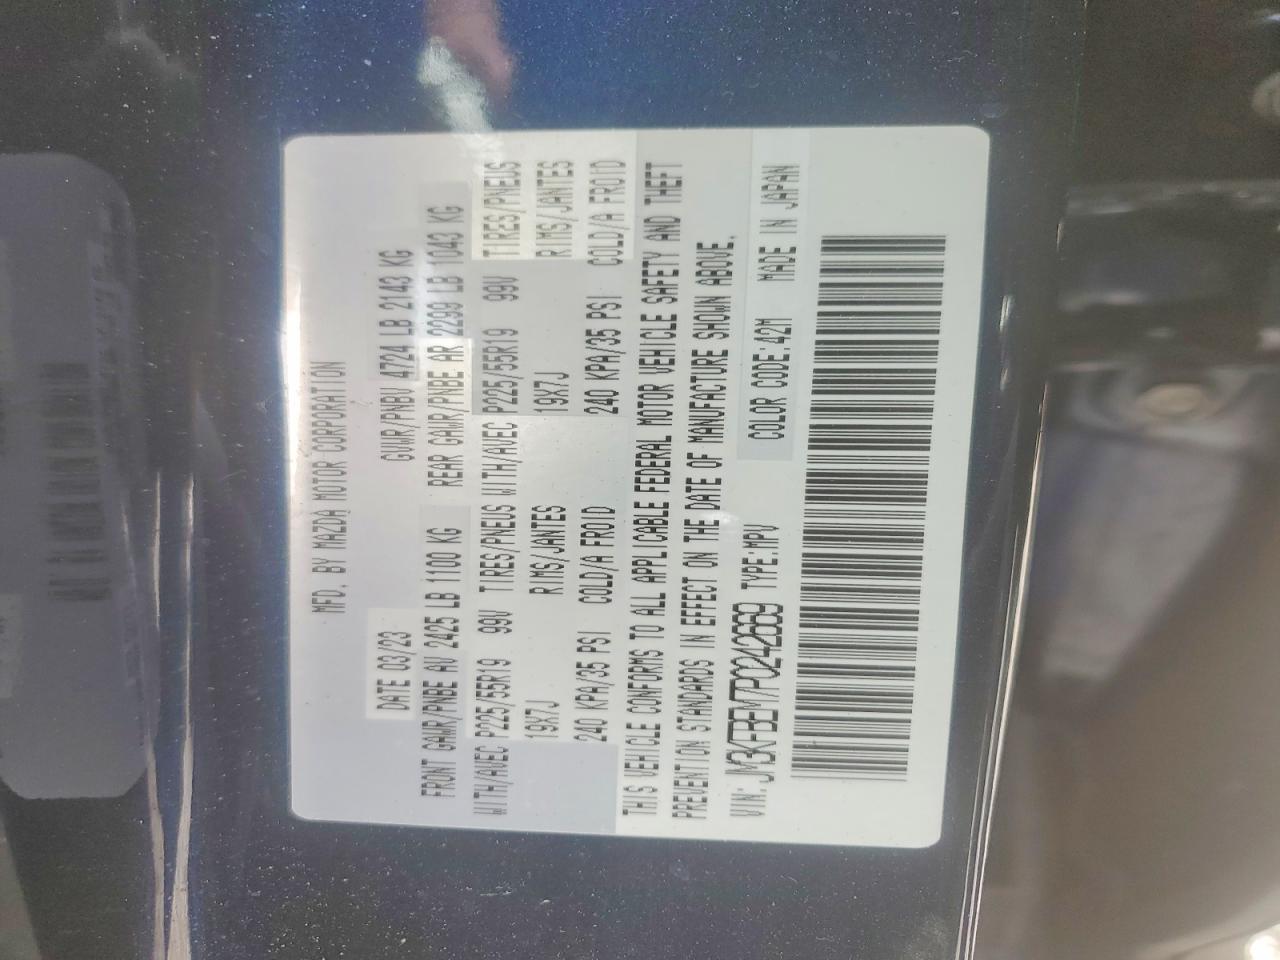 MFD. BY MAZDA MOTOR CORPORATION
DATE 03/23 GVWR/PNBV 4724 LB 2143 KG
FRONT GAWR/PNBE AV 2425 LB 1100 KG REAR GAWR/PNBE AR 2299 LB 1043 KG
WITH/AVEC P225/55R19 99V TIRES/PNEIS WITH/AVEC P225/55R19 99V TIRES/PNEUS
19X7J RIMS/JANTES 19X7J RIMS/JANTES
240 KPA/35 PSI COLD/A FROID 240 KPA/35 PSI COLD/A FROID
THIS VEHICLE CONFORMS TO ALL APPLICABLE FEDERAL MOTOR VEHICLE SAFETY AND THEFT
PREVENTION STANDARDS IN EFFECT ON THE DATE OF MANUFACTURE SHOWN ABOVE.
VIN: JM3KFBEM7P0242669 TYPE:MPV COLOR CODE:42M MADE IN JAPAN